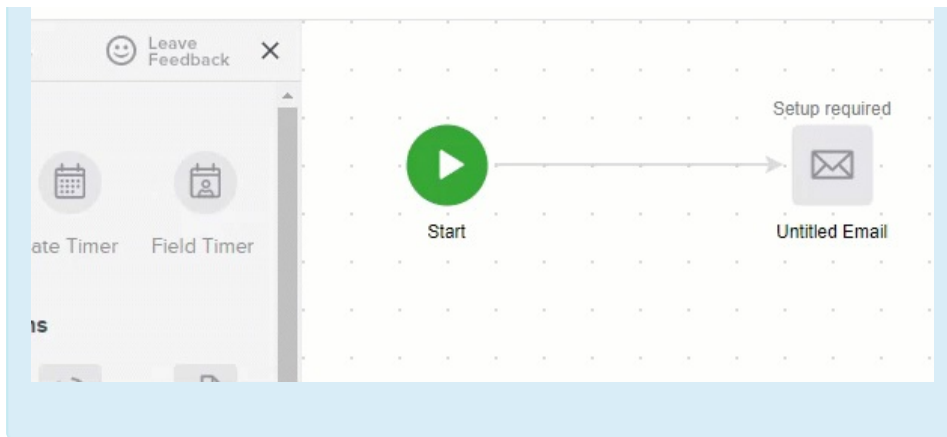 Leave
Feedback
Setup required
Start
Untitled Email
ate Timer
Field Timer
ns